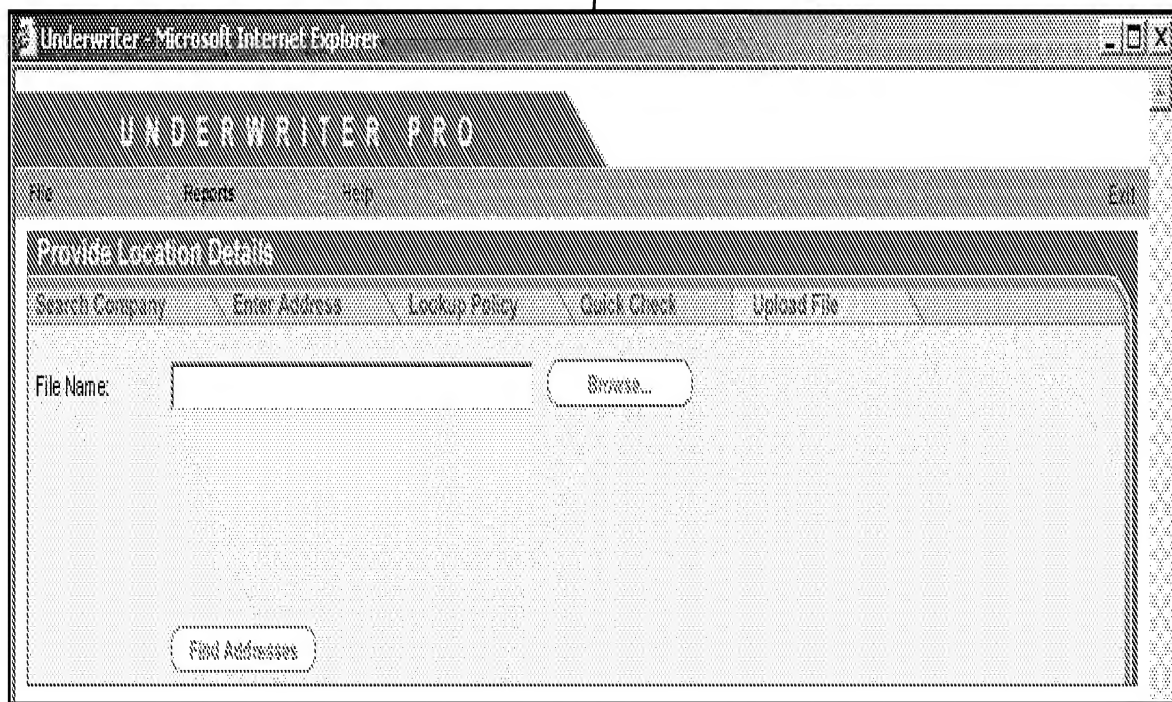 Underwriter - Microsoft Internet Explorer
UNDERWRITER PRO
File Reports Help Exit
Provide Location Details
Search Company Enter Address Lookup Policy Quick Check Upload File
File Name: Browse...
Find Addresses